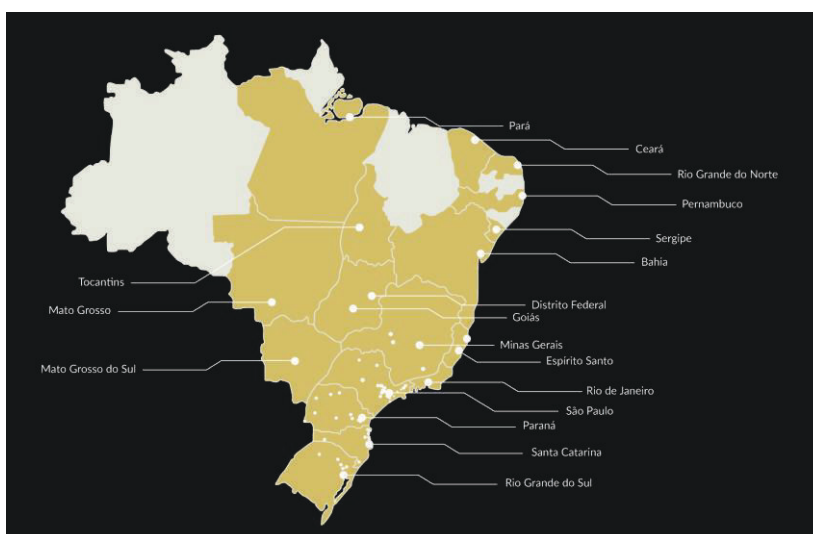 Pará
Ceará
Rio Grande do Norte
Pernambuco
Sergipe
Bahia
Tocantins
Distrito Federal
Mato Grosso
Goiás
Minas Gerais
Espírito Santo
Mato Grosso do Sul
Rio de Janeiro
São Paulo
Paraná
Santa Catarina
Rio Grande do Sul